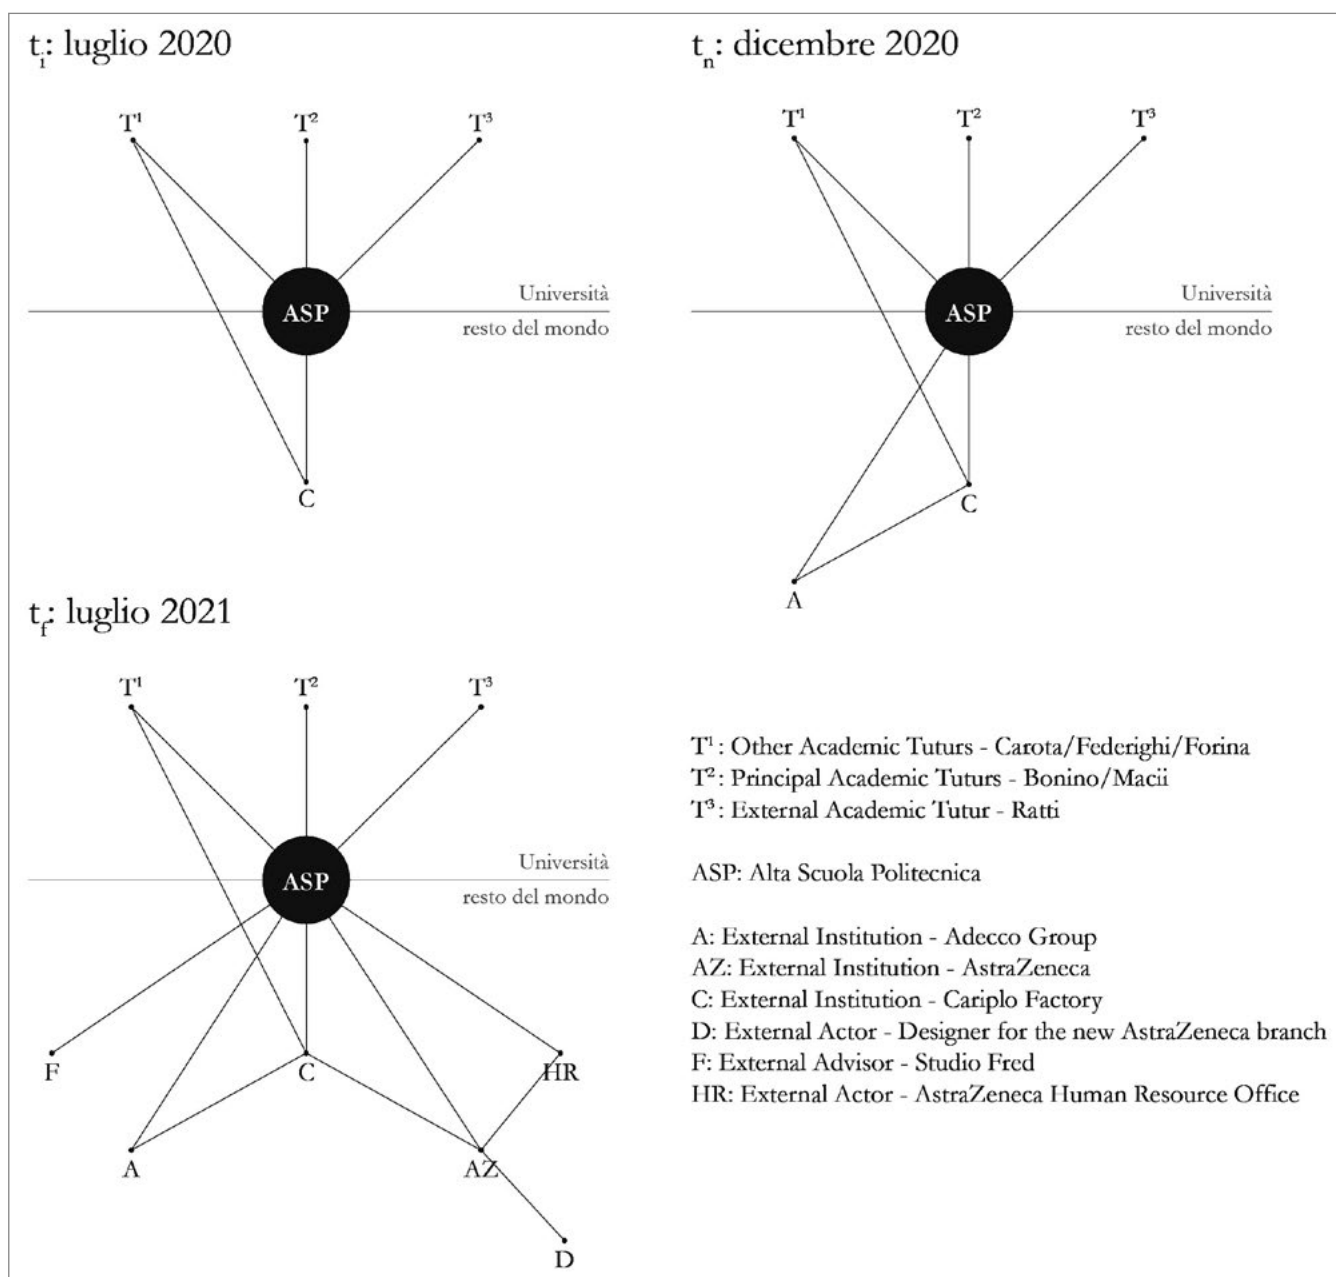 t_i: luglio 2020
T¹ T² T³
Università
ASP
resto del mondo
C
t_n: dicembre 2020
T¹ T² T³
Università
ASP
resto del mondo
C
A
t_f: luglio 2021
T¹ T² T³
Università
ASP
resto del mondo
F C HR
A AZ
D
T¹: Other Academic Tuturs - Carota/Federighi/Forina
T²: Principal Academic Tuturs - Bonino/Macii
T³: External Academic Tutur - Ratti
ASP: Alta Scuola Politecnica
A: External Institution - Adecco Group
AZ: External Institution - AstraZeneca
C: External Institution - Cariplo Factory
D: External Actor - Designer for the new AstraZeneca branch
F: External Advisor - Studio Fred
HR: External Actor - AstraZeneca Human Resource Office